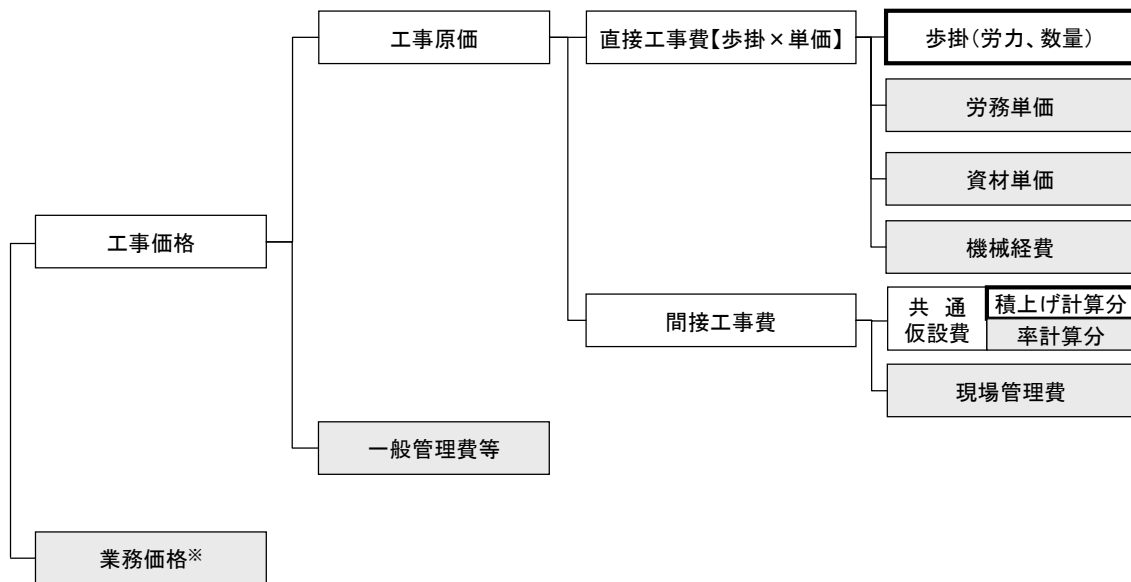 工事原価
直接工事費【歩掛×単価】
歩掛(労力、数量)
労務単価
資材単価
工事価格
機械経費
間接工事費
共通
仮設費
積上げ計算分
率計算分
現場管理費
一般管理費等
業務価格※